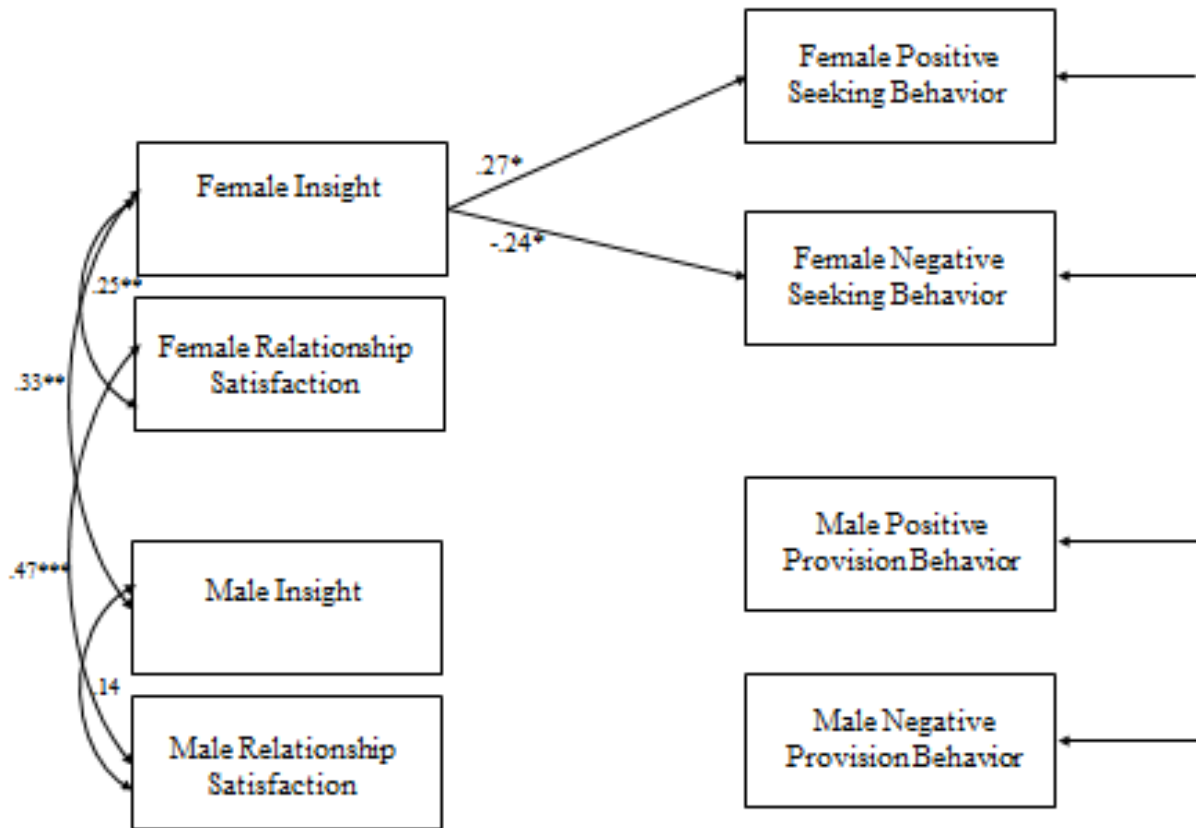 Female Positive
Seeking Behavior
Female Insight
.27*
-.24*
Female Negative
Seeking Behavior
.25**
Female Relationship
Satisfaction
.33**
Male Positive
Provision Behavior
.47***
Male Insight
.14
Male Relationship
Satisfaction
Male Negative
Provision Behavior